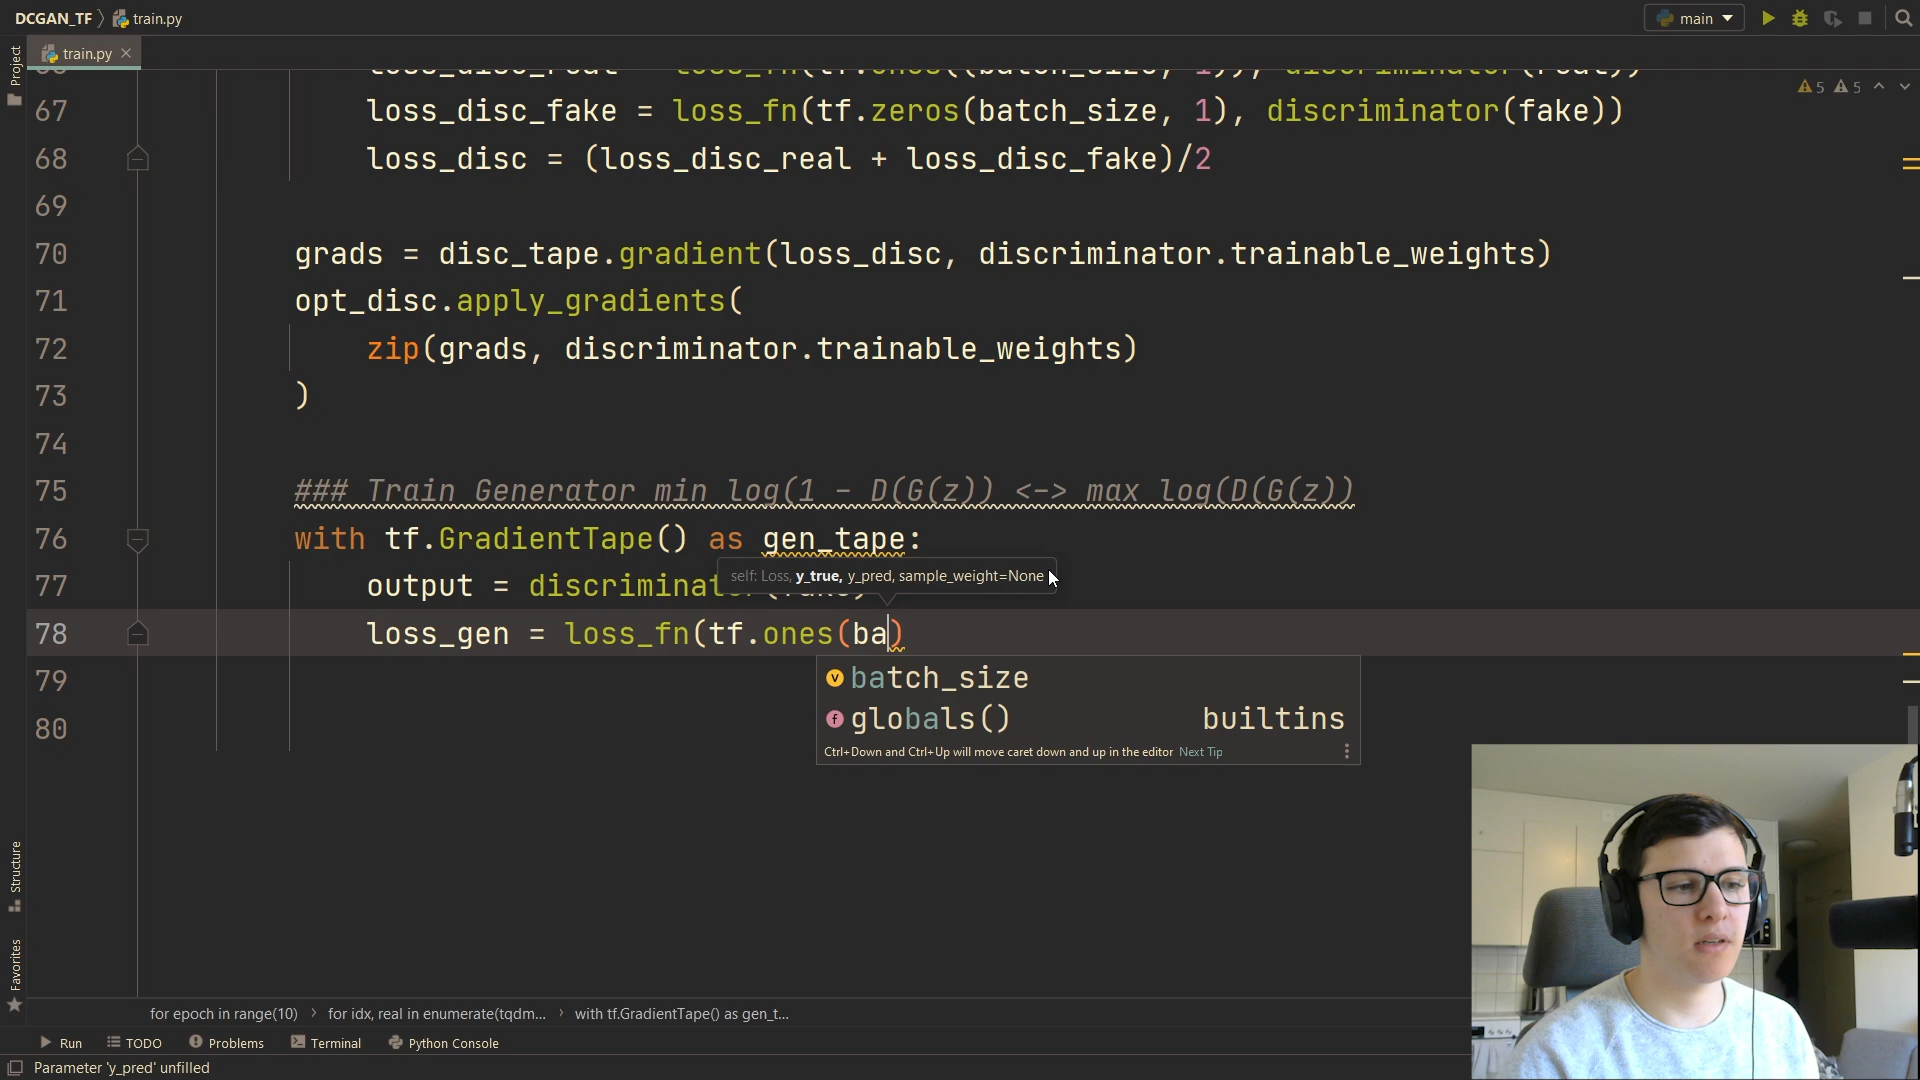 DCGAN_TF train.py main
train.py
Project
67 loss_disc_fake = loss_fn(tf.zeros(batch_size, 1), discriminator(fake))
68 loss_disc = (loss_disc_real + loss_disc_fake)/2
69
70 grads = disc_tape.gradient(loss_disc, discriminator.trainable_weights)
71 opt_disc.apply_gradients(
72 zip(grads, discriminator.trainable_weights)
73 )
74
75 ### Train Generator min log(1 - D(G(z)) <-> max log(D(G(z))
76 with tf.GradientTape() as gen_tape:
self: Loss, y_true, y_pred, sample_weight=None
77 output = discriminat
78 loss_gen = loss_fn(tf.ones(ba)
79
80
batch_size
globals() builtins
Ctrl+Down and Ctrl+Up will move caret down and up in the editor Next Tip
5 5
Structure
Favorites
for epoch in range(10) › for idx, real in enumerate(tqdm... › with tf.GradientTape() as gen_t...
Run TODO Problems Terminal Python Console
Parameter 'y_pred' unfilled